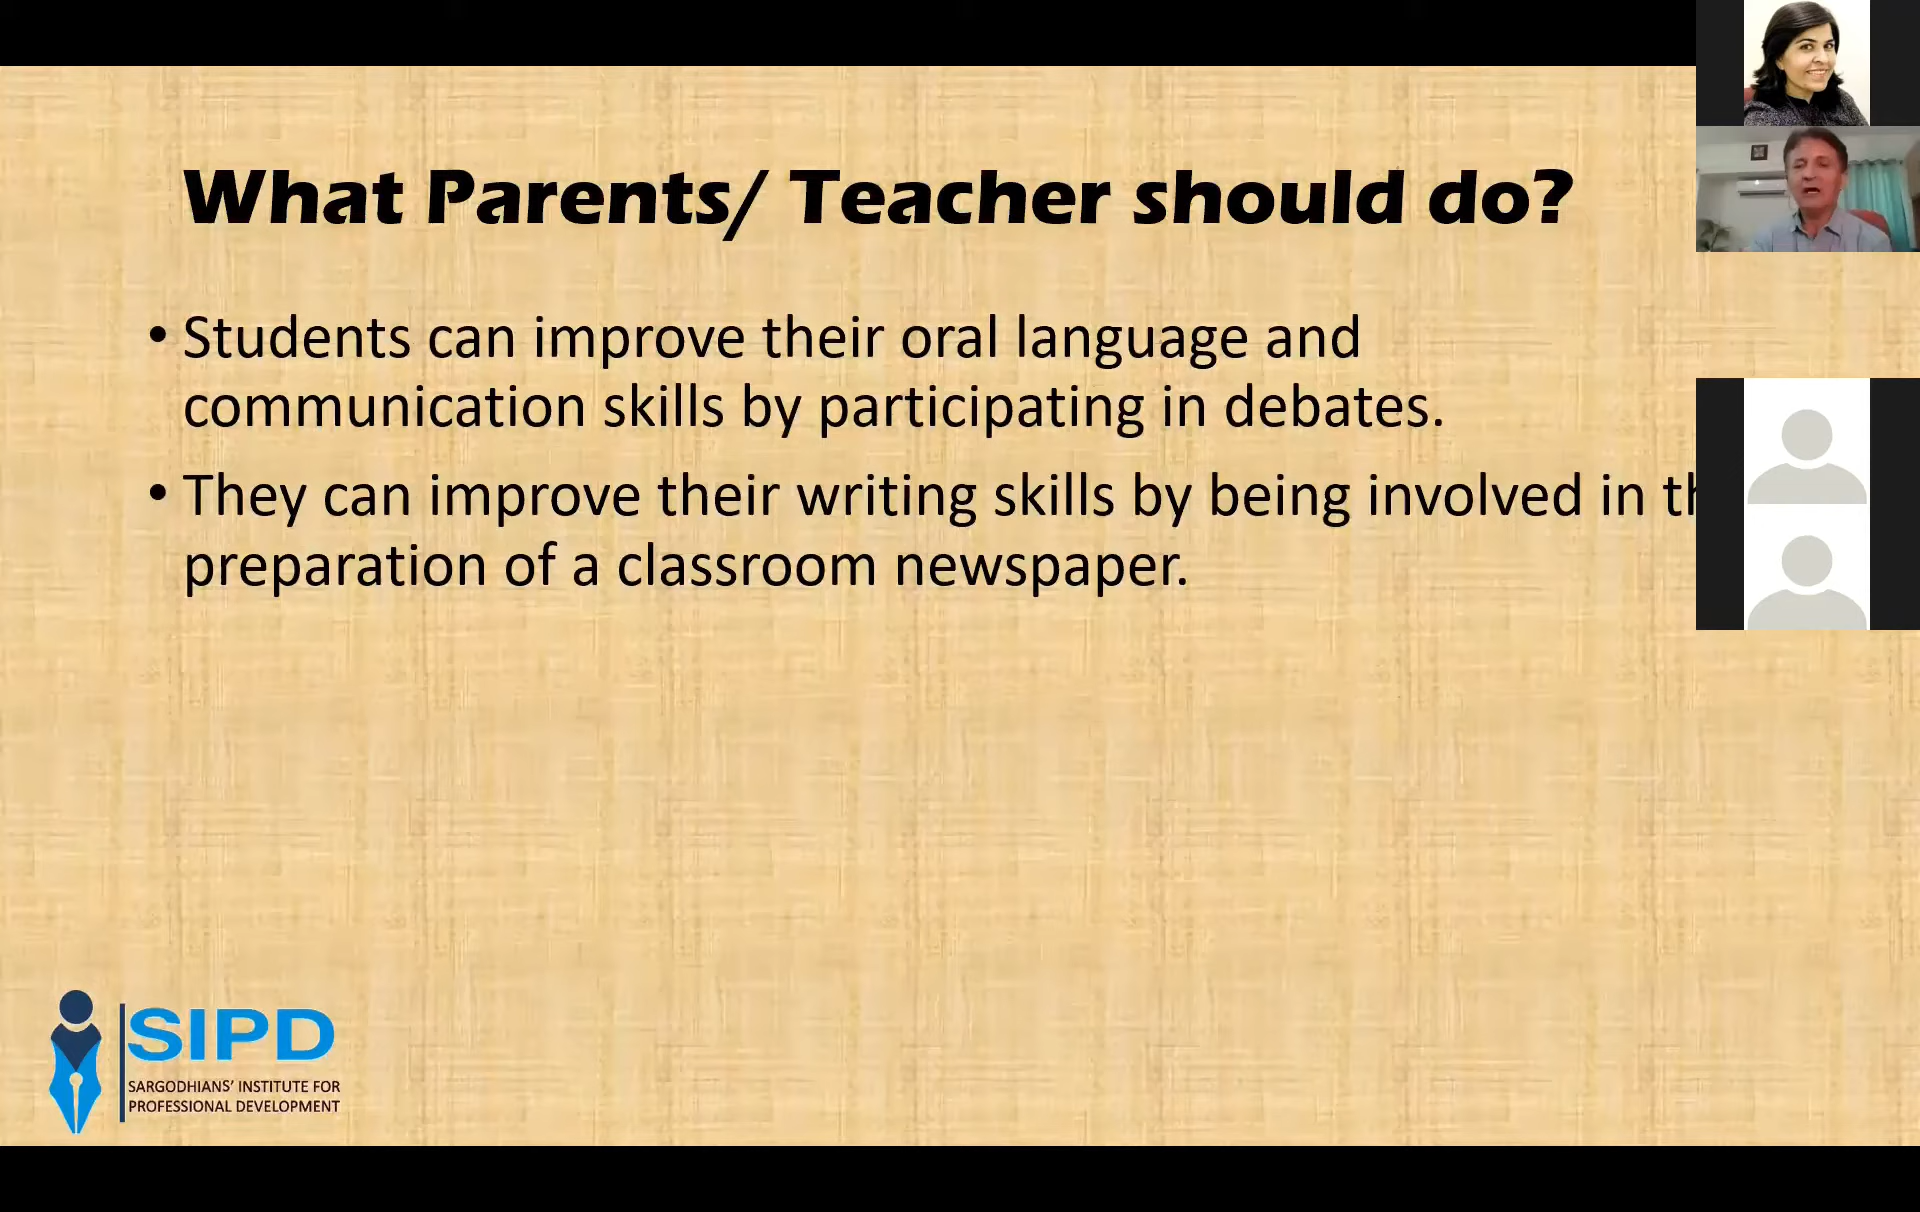 What Parents/ Teacher should do?
• Students can improve their oral language and
communication skills by participating in debates.
• They can improve their writing skills by being involved in
preparation of a classroom newspaper.
SIPD
SARGODHIANS' INSTITUTE FOR
PROFESSIONAL DEVELOPMENT